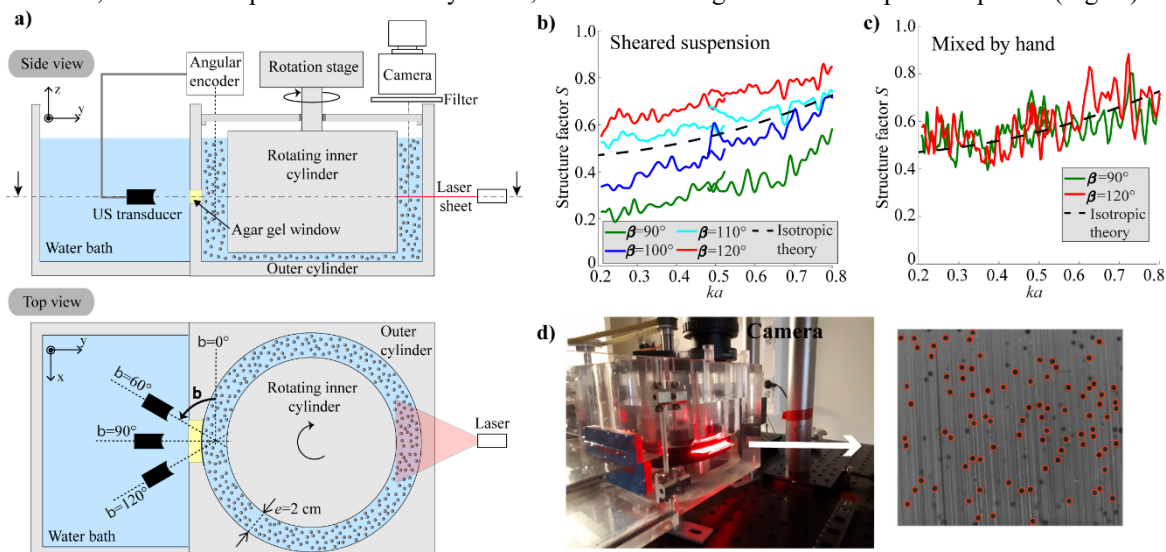 a)
Side view
z
y
Angular
encoder
Rotation stage
Camera
Filter
Rotating inner
cylinder
Laser
sheet
US transducer
Agar gel window
Water bath
Outer cylinder
Top view
y
x
b=0°
b=60°
b
b=90°
b=120°
Outer
cylinder
Rotating inner
cylinder
Laser
e=2 cm
Water bath
b)
Sheared suspension
Structure factor S
1.0
0.8
0.6
0.4
0.2
0
β=90°
β=110°
Isotropic
β=100°
β=120°
theory
0.2 0.3 0.4 0.5 0.6 0.7 0.8
ka
c)
Mixed by hand
Structure factor S
1.0
0.8
0.6
0.4
0.2
0
β=90°
β=120°
Isotropic
theory
0.2 0.3 0.4 0.5 0.6 0.7 0.8
ka
d)
Camera